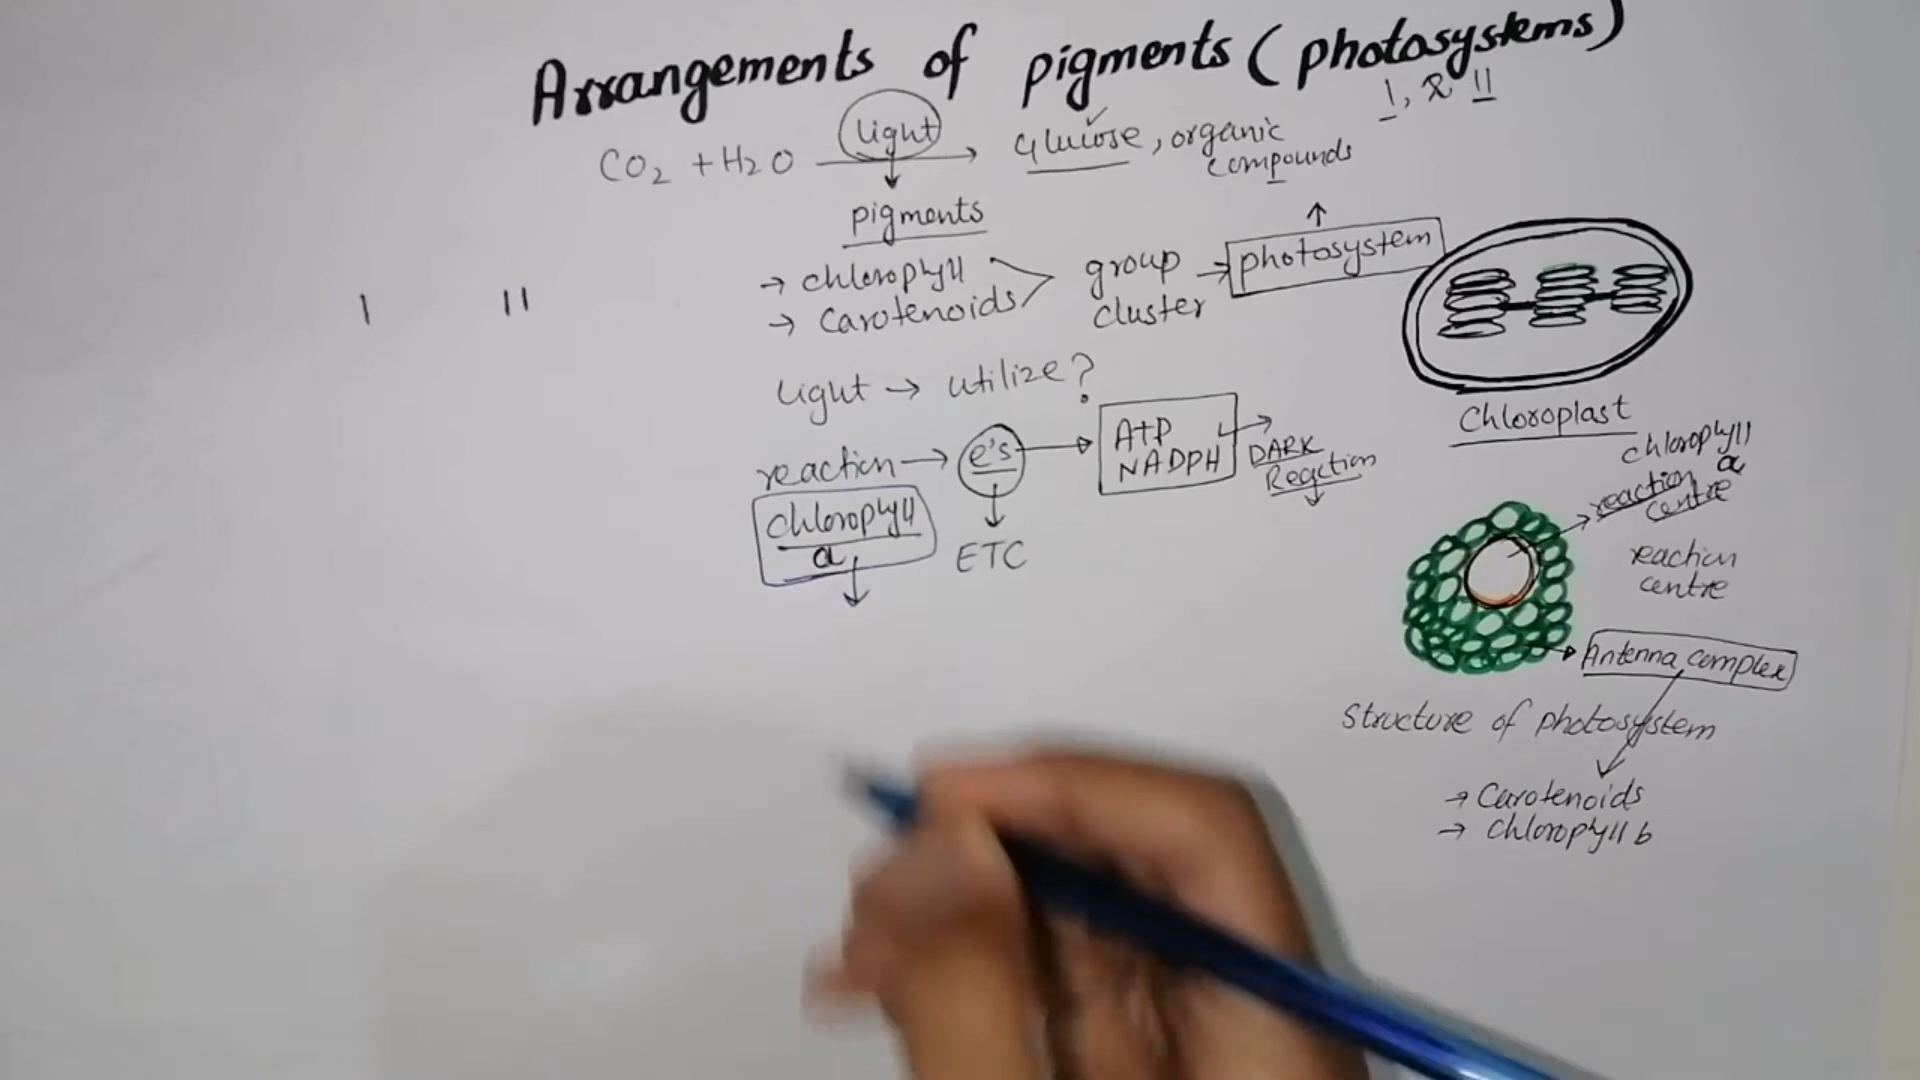 Arrangements of pigments (photosystems)
I, & II
CO2 + H2O light → Glucose, organic
compounds
pigments
→ chlorophyll
→ carotenoids
group
cluster
→ photosystem
I II
light → utilize?
reaction → e's → ATP
NADPH
DARK
Reaction
chlorophyll
a
ETC
Chloroplast
chlorophyll
a
reaction
centre
reaction
centre
Antenna complex
Structure of photosystem
→ Carotenoids
→ chlorophyll b